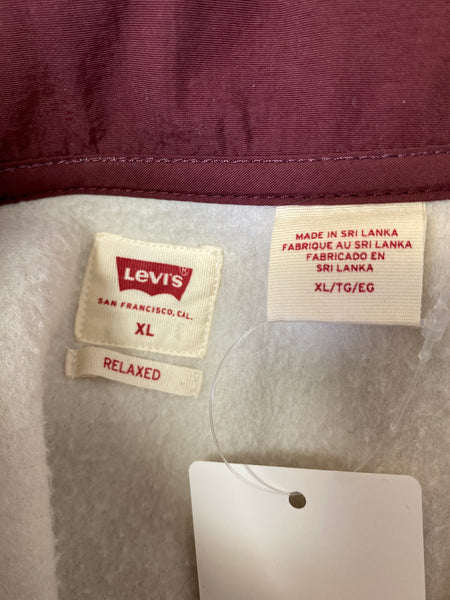 Levi's®
SAN FRANCISCO, CAL.
XL
RELAXED
MADE IN SRI LANKA
FABRIQUE AU SRI LANKA
FABRICADO EN
SRI LANKA
XL/TG/EG